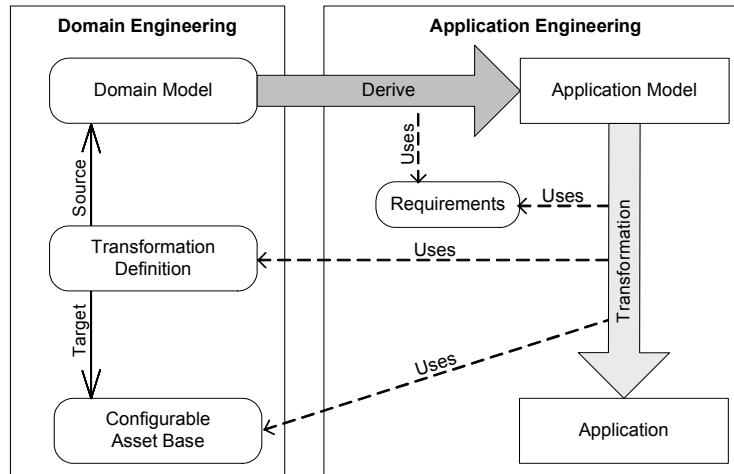 Domain Engineering
Application Engineering
Domain Model
Derive
Application Model
Uses
Source
Requirements
Uses
Transformation
Definition
Uses
Transformation
Target
Uses
Configurable
Asset Base
Application